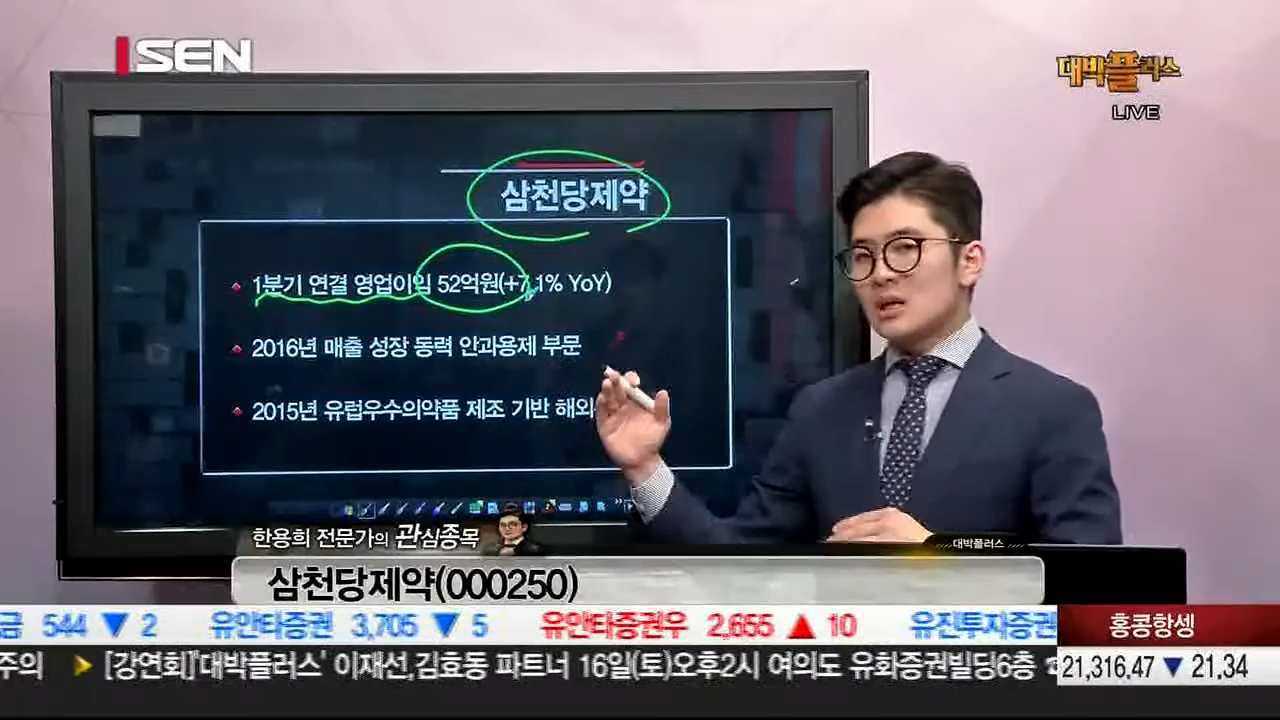 SEN
대박플러스
LIVE
삼천당제약
1분기 연결 영업이익 52억원(+7.1% YoY)
2016년 매출 성장 동력 안과용제 부문
2015년 유럽우수의약품 제조 기반 해외
한용희 전문가의 관심종목
대박플러스
삼천당제약(000250)
금 544 ▼ 2 유안타증권 3,705 ▼ 5 유안타증권우 2,655 ▲ 10 유진투자증권
홍콩항셍
주의 [강연회]'대박플러스' 이재선,김효동 파트너 16일(토)오후2시 여의도 유화증권빌딩6층
21,316.47 ▼ 21,34